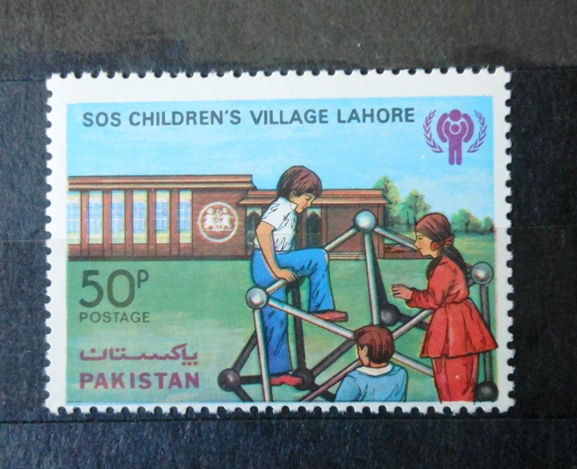 SOS CHILDREN'S VILLAGE LAHORE
50P
POSTAGE
پاکستان
PAKISTAN